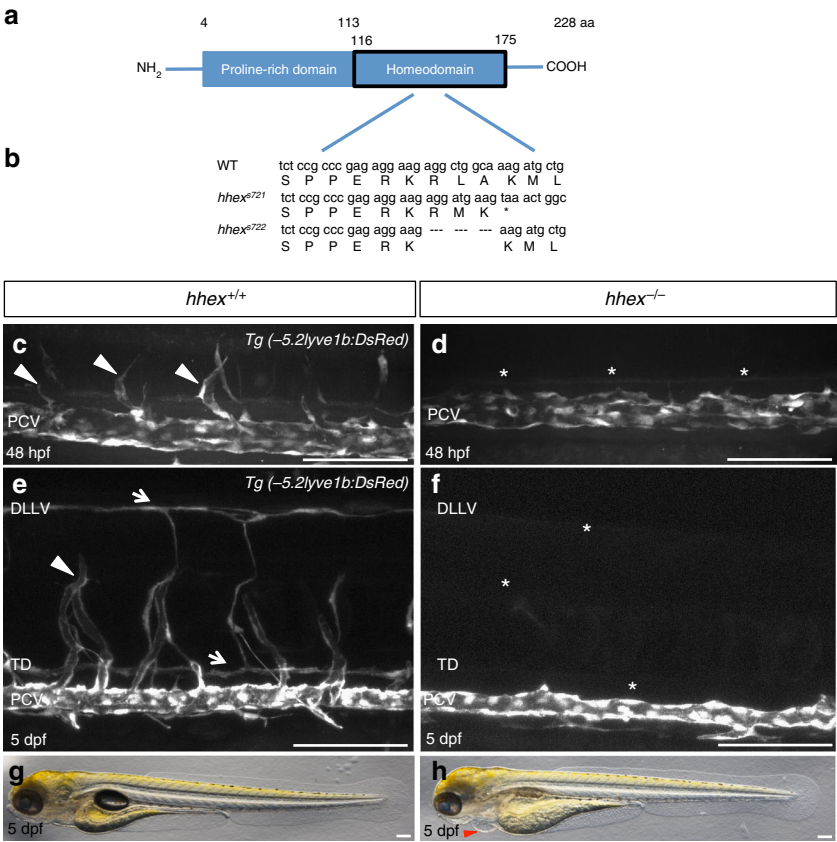 a
4 113 228 aa
116 175
NH2 Proline-rich domain Homeodomain COOH
b
WT tct ccg ccc gag agg aag agg ctg gca aag atg ctg
S P P E R K R L A K M L
hhex^s721 tct ccg ccc gag agg aag agg atg aag taa act ggc
S P P E R K R M K *
hhex^s722 tct ccg ccc gag agg aag --- --- --- aag atg ctg
S P P E R K K M L
hhex+/+ hhex–/–
c Tg (–5.2lyve1b:DsRed) d
* * *
PCV PCV
48 hpf 48 hpf
e Tg (–5.2lyve1b:DsRed) f
DLLV DLLV
*
*
TD TD
*
PCV PCV
5 dpf 5 dpf
g h
5 dpf 5 dpf